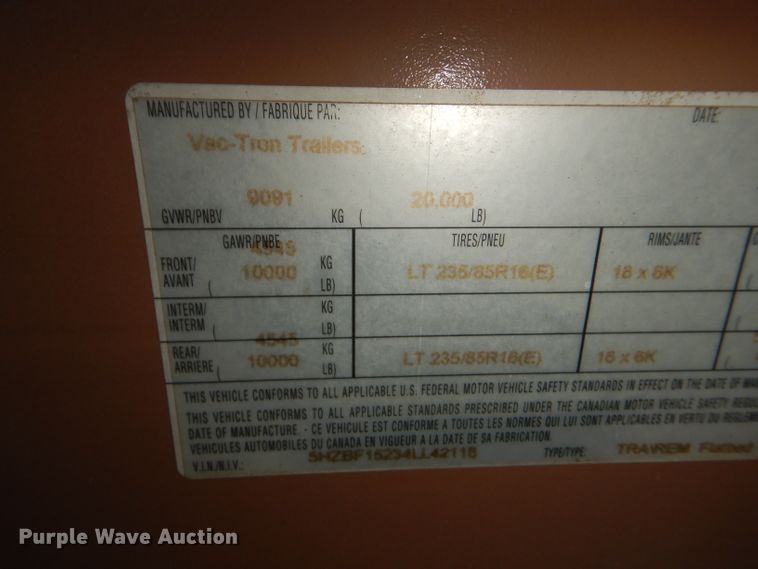 MANUFACTURED BY / FABRIQUE PAR: DATE:
Vac-Tron Trailers
9091 20,000
GVWR/PNBV KG ( LB)
GAWR/PNBE TIRES/PNEU RIMS/JANTE
4545
FRONT/ KG
AVANT ( 10000 LB) LT 235/85R16(E) 16 x 6K (
INTERM/ KG
INTERM ( LB)
4545
REAR/ KG
ARRIERE ( 10000 LB) LT 235/85R16(E) 16 x 6K (
THIS VEHICLE CONFORMS TO ALL APPLICABLE U.S. FEDERAL MOTOR VEHICLE SAFETY STANDARDS IN EFFECT ON THE DATE OF
THIS VEHICLE CONFORMS TO ALL APPLICABLE STANDARDS PRESCRIBED UNDER THE CANADIAN MOTOR VEHICLE SAFETY
DATE OF MANUFACTURE. - CE VEHICULE EST CONFORME A TOUTES LES NORMES QUI LUI SONT APPLICABLES EN VERTU DU
VEHICULES AUTOMOBILES DU CANADA EN VIGUEUR A LA DATE DE SA FABRICATION.
V.I.N./N.I.V.: 5HZBF15234LL42118 TYPE/TYPE: TRA/REM Flatbed
Purple Wave Auction